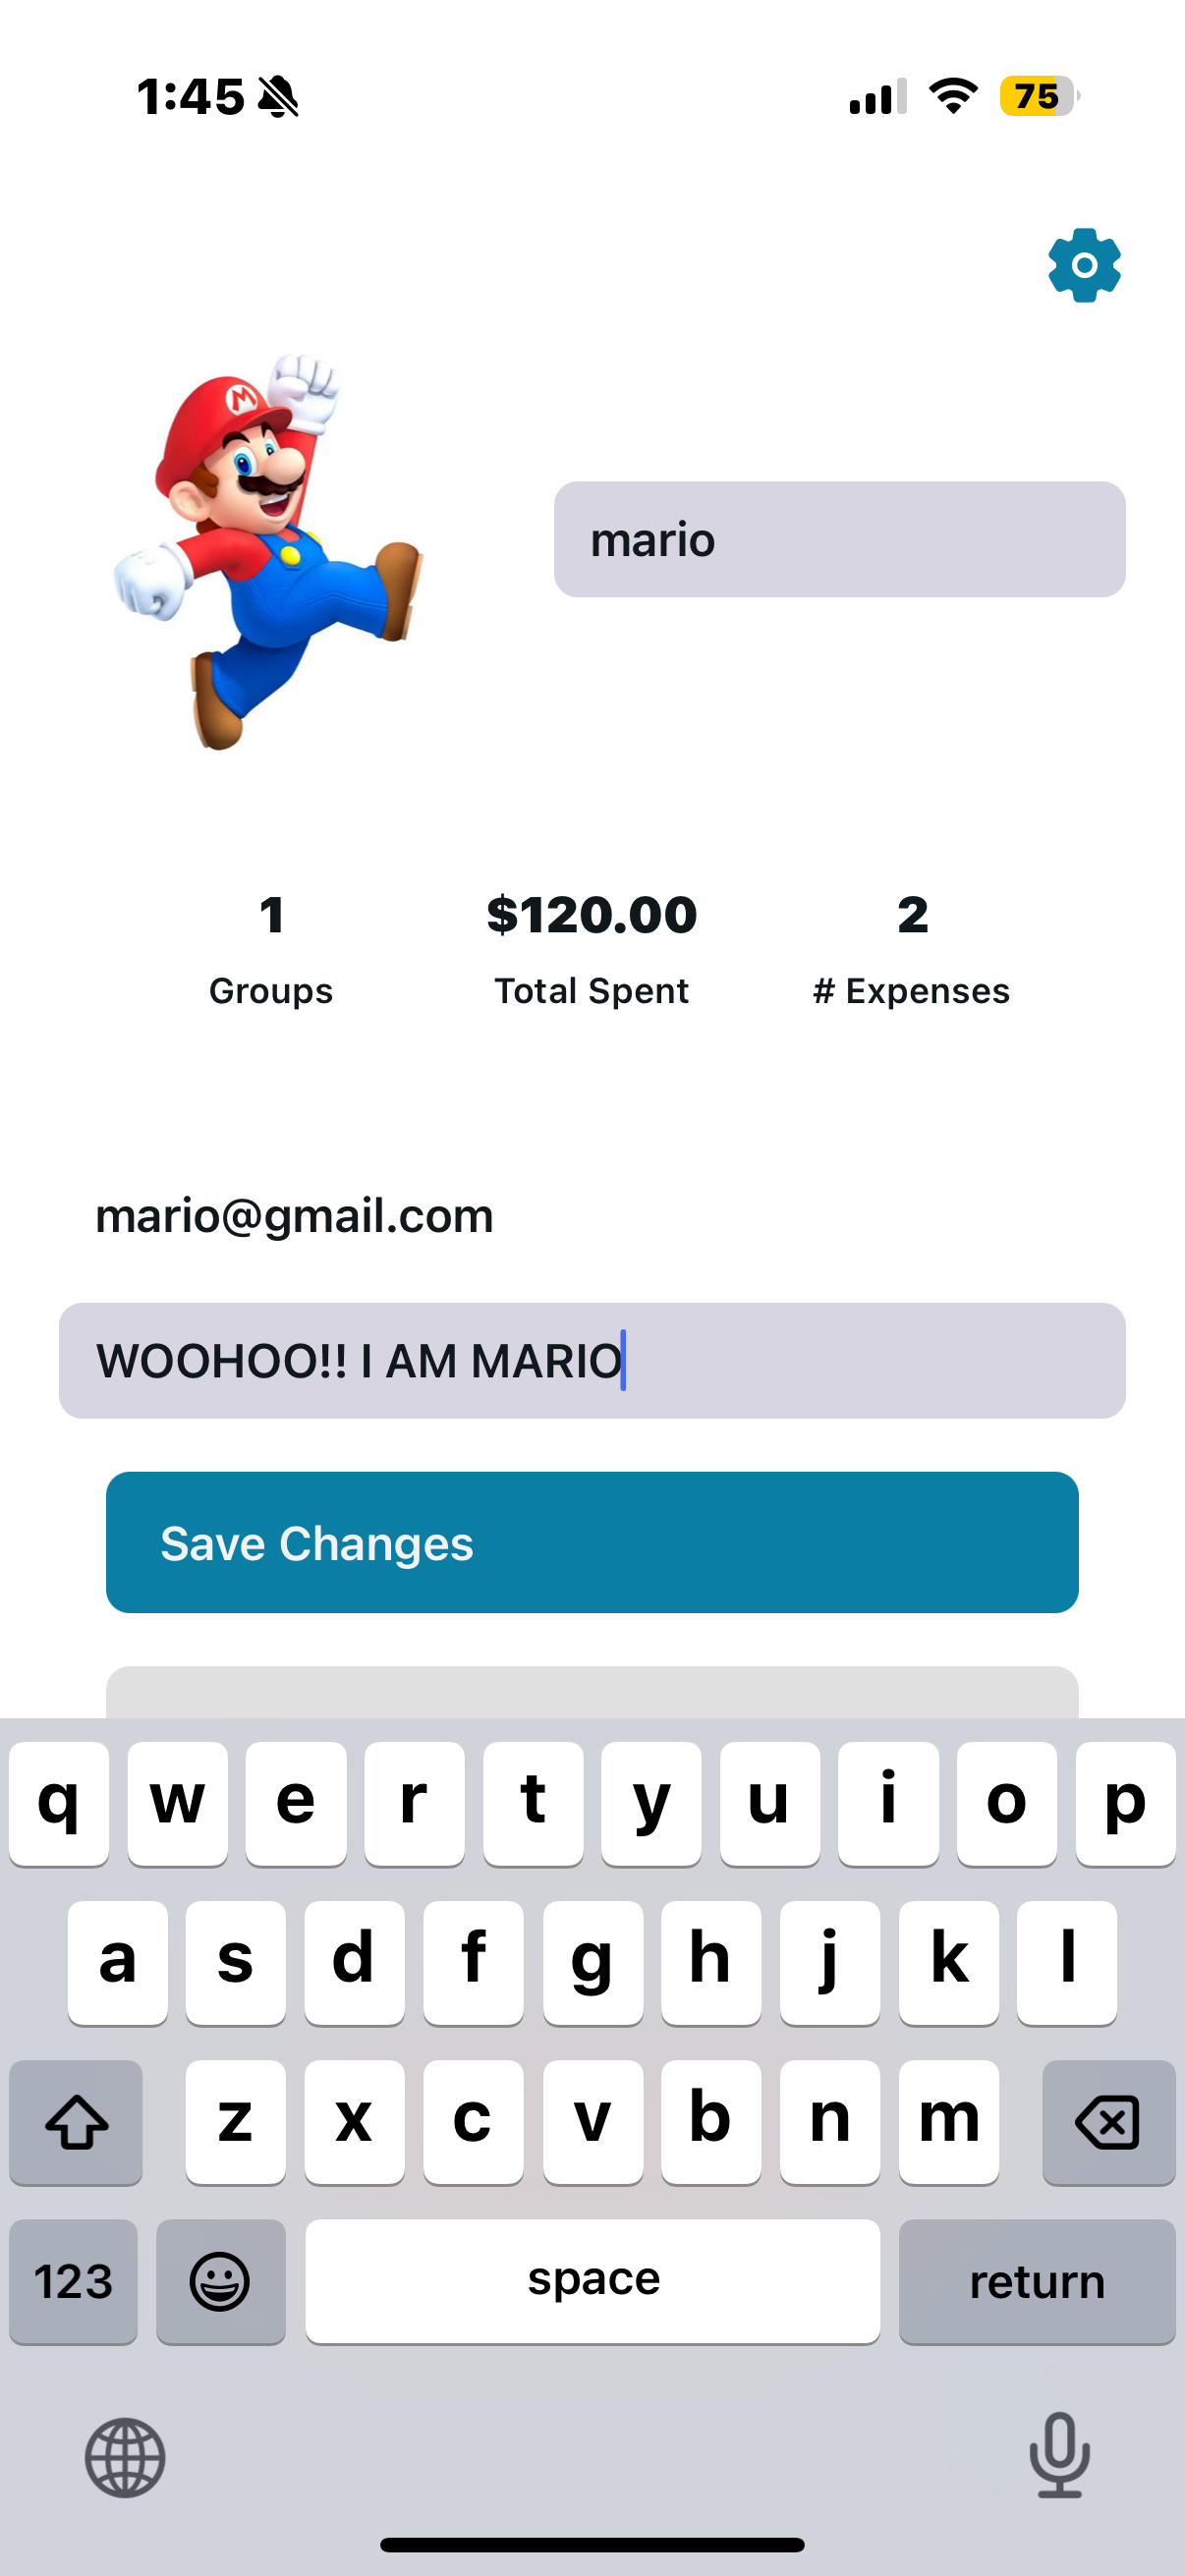 1:45
75
M
mario
1 $120.00 2
Groups Total Spent # Expenses
mario@gmail.com
WOOHOO!! I AM MARIO
Save Changes
q w e r t y u i o p
a s d f g h j k l
z x c v b n m
123 space return